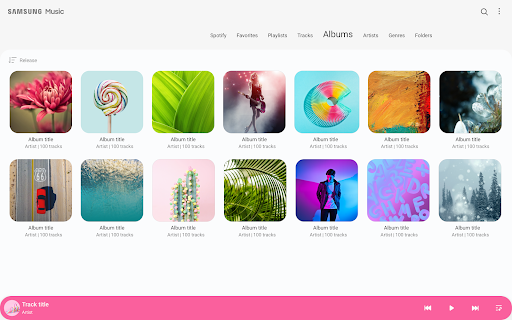 SAMSUNG Music
Spotify Favorites Playlists Tracks Albums Artists Genres Folders
Release
Album title Album title Album title Album title Album title Album title Album title
Artist | 100 tracks Artist | 100 tracks Artist | 100 tracks Artist | 100 tracks Artist | 100 tracks Artist | 100 tracks Artist | 100 tracks
Album title Album title Album title Album title Album title Album title Album title
Artist | 100 tracks Artist | 100 tracks Artist | 100 tracks Artist | 100 tracks Artist | 100 tracks Artist | 100 tracks Artist | 100 tracks
Track title
Artist